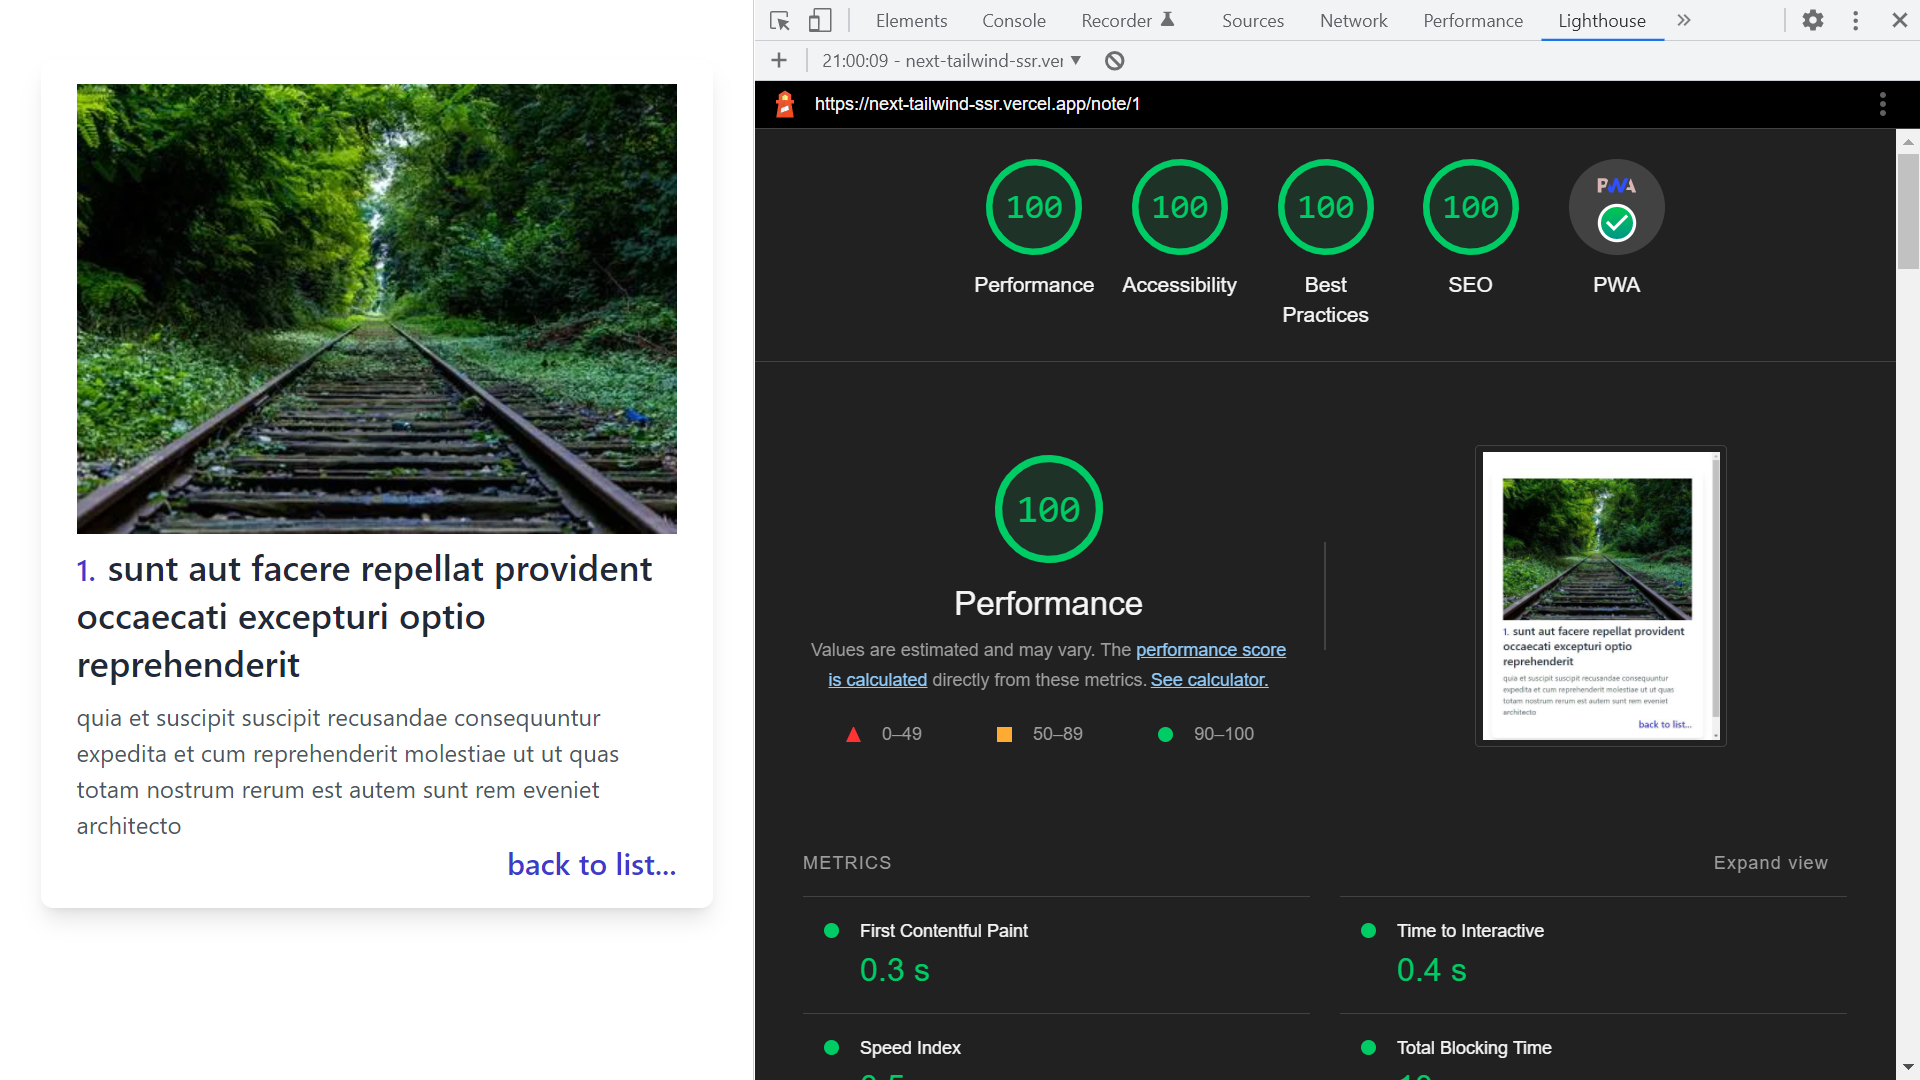 1. sunt aut facere repellat provident
occaecati excepturi optio
reprehenderit
quia et suscipit suscipit recusandae consequuntur
expedita et cum reprehenderit molestiae ut ut quas
totam nostrum rerum est autem sunt rem eveniet
architecto
back to list...
Elements Console Recorder Sources Network Performance Lighthouse
21:00:09 - next-tailwind-ssr.ver
https://next-tailwind-ssr.vercel.app/note/1
100 100 100 100 PWA
Performance Accessibility Best Practices SEO PWA
100
Performance
Values are estimated and may vary. The performance score
is calculated directly from these metrics. See calculator.
0–49 50–89 90–100
1. sunt aut facere repellat provident
occaecati excepturi optio
reprehenderit
quia et suscipit suscipit recusandae consequuntur
expedita et cum reprehenderit molestiae ut ut quas
totam nostrum rerum est autem sunt rem eveniet
architecto
back to list...
METRICS Expand view
First Contentful Paint
0.3 s
Time to Interactive
0.4 s
Speed Index
Total Blocking Time